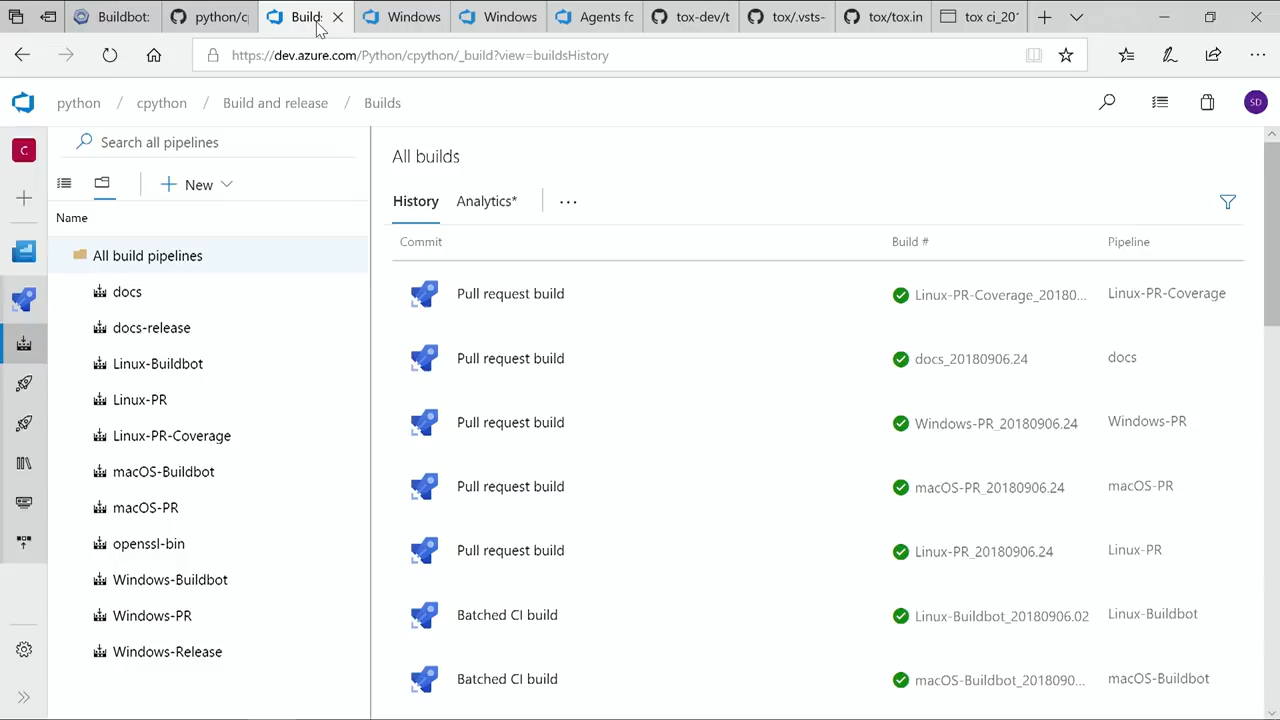 Buildbot:
python/c
Build:
Windows
Windows
Agents fo
tox-dev/t
tox/.vsts-
tox/tox.in
tox ci_20
https://dev.azure.com/Python/cpython/_build?view=buildsHistory
python / cpython / Build and release / Builds
SD
C
Search all pipelines
New
Name
All build pipelines
docs
docs-release
Linux-Buildbot
Linux-PR
Linux-PR-Coverage
macOS-Buildbot
macOS-PR
openssl-bin
Windows-Buildbot
Windows-PR
Windows-Release
All builds
History Analytics* ...
Commit Build # Pipeline
Pull request build Linux-PR-Coverage_20180... Linux-PR-Coverage
Pull request build docs_20180906.24 docs
Pull request build Windows-PR_20180906.24 Windows-PR
Pull request build macOS-PR_20180906.24 macOS-PR
Pull request build Linux-PR_20180906.24 Linux-PR
Batched CI build Linux-Buildbot_20180906.02 Linux-Buildbot
Batched CI build macOS-Buildbot_2018090... macOS-Buildbot